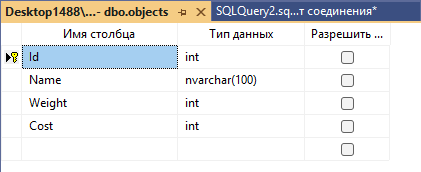 Desktop1488\...- dbo.objects SQLQuery2.sq...т соединения*
Имя столбца Тип данных Разрешить ...
Id int
Name nvarchar(100)
Weight int
Cost int